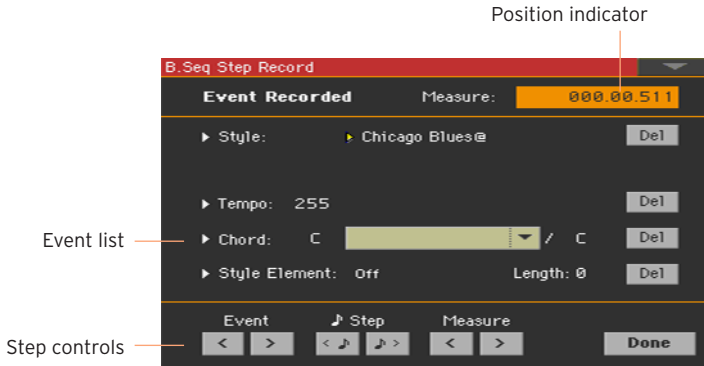 Position indicator
B.Seq Step Record
Event Recorded Measure: 000.00.511
Style: Chicago Blues@ Del
Tempo: 255 Del
Event list
Chord: C / C Del
Style Element: Off Length: 0 Del
Event ♪ Step Measure
Step controls
< > < ♪ ♪ > < > Done